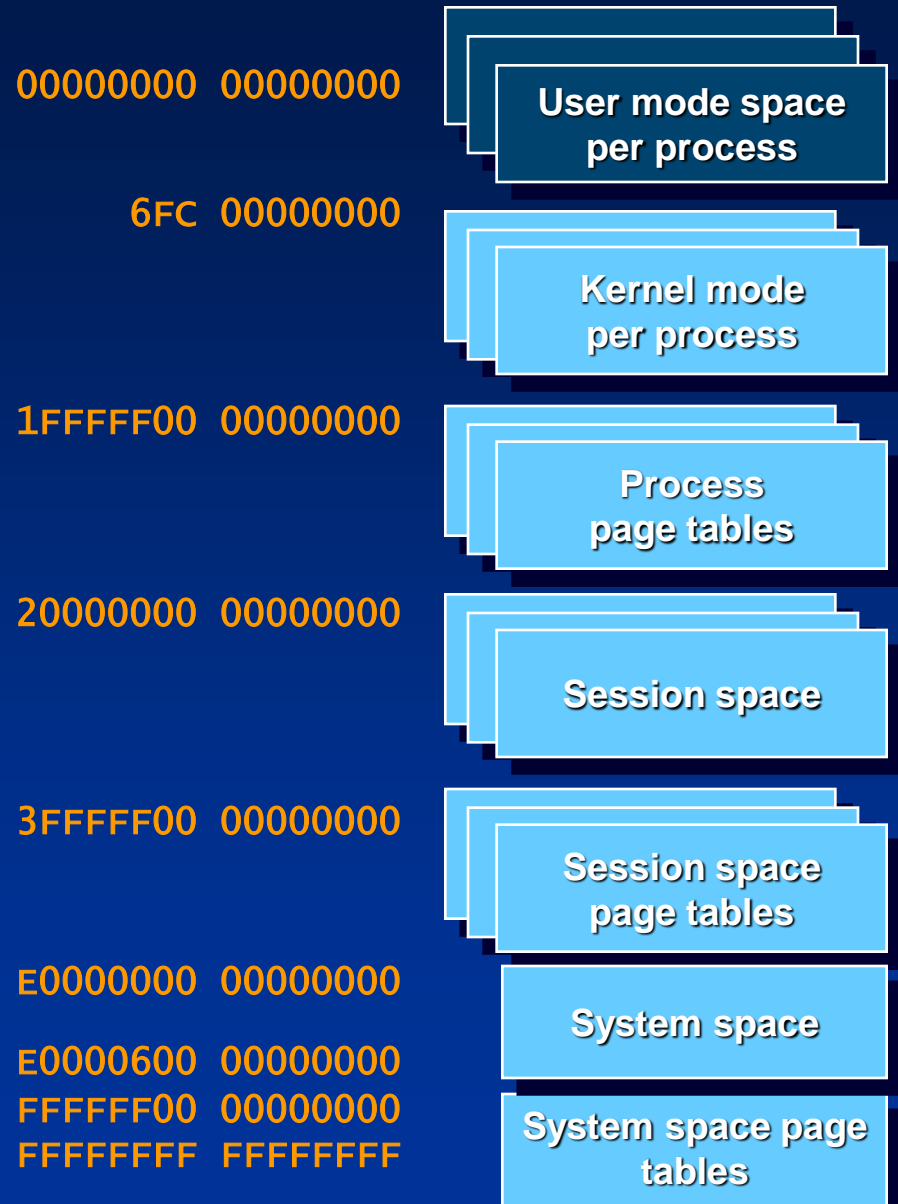 00000000 00000000
User mode space
per process
6FC 00000000
Kernel mode
per process
1FFFFF00 00000000
Process
page tables
20000000 00000000
Session space
3FFFFF00 00000000
Session space
page tables
E0000000 00000000
System space
E0000600 00000000
FFFFFF00 00000000
FFFFFFFF FFFFFFFF
System space page
tables